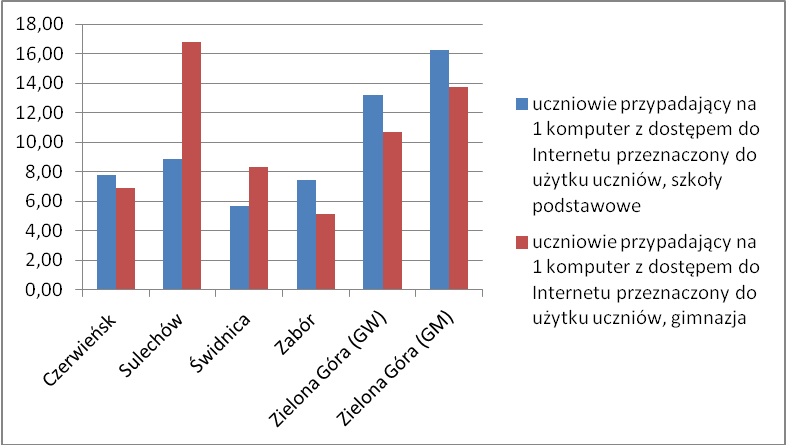 18,00
16,00
14,00
12,00
10,00
8,00
6,00
4,00
2,00
0,00
Czerwieńsk
Sulechów
Świdnica
Zabór
Zielona Góra (GW)
Zielona Góra (GM)
uczniowie przypadający na
1 komputer z dostępem do
Internetu przeznaczony do
użytku uczniów, szkoły
podstawowe
uczniowie przypadający na
1 komputer z dostępem do
Internetu przeznaczony do
użytku uczniów, gimnazja